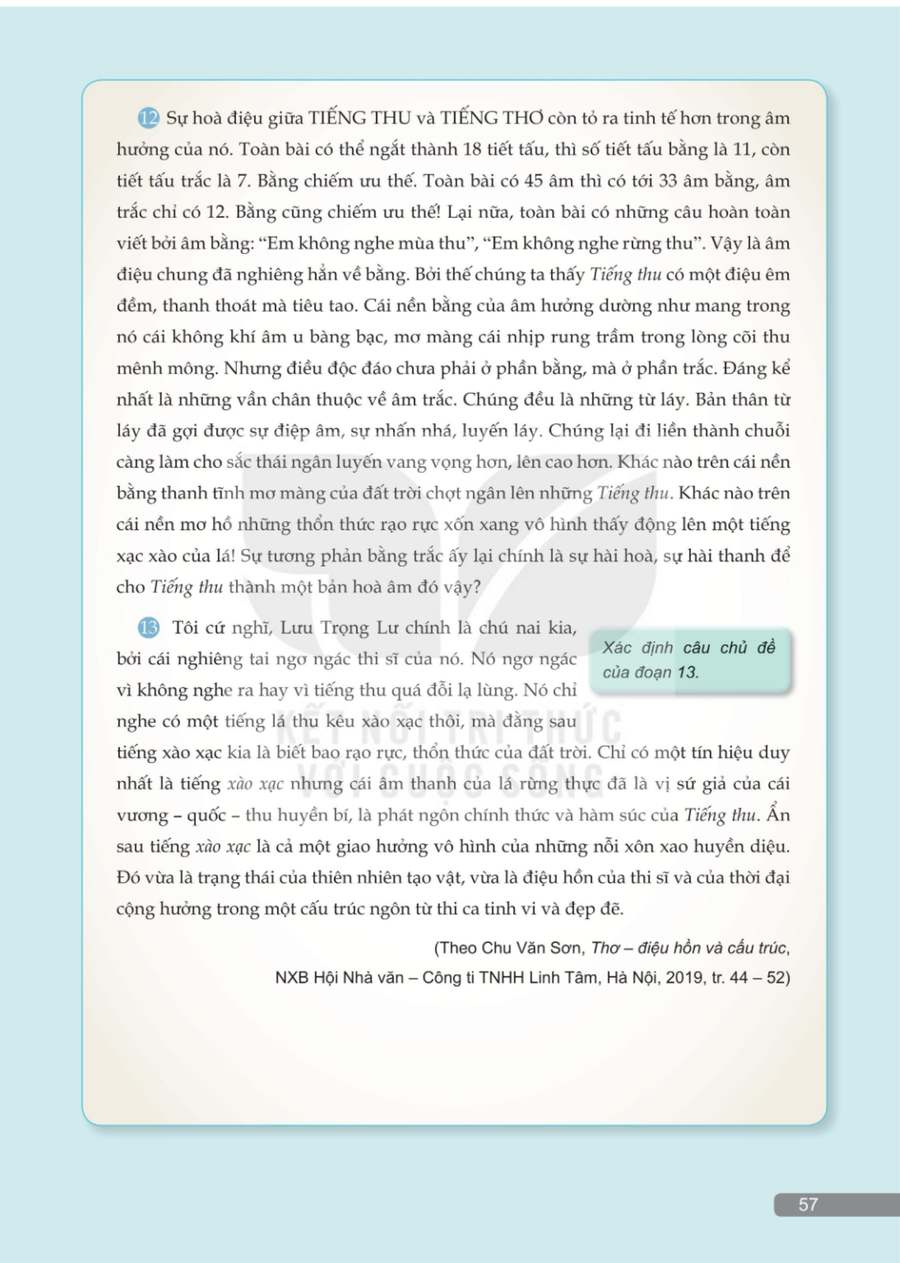 12 Sự hoà điệu giữa TIẾNG THU và TIẾNG THƠ còn tỏ ra tinh tế hơn trong âm
hưởng của nó. Toàn bài có thể ngắt thành 18 tiết tấu, thì số tiết tấu bằng là 11, còn
tiết tấu trắc là 7. Bằng chiếm ưu thế. Toàn bài có 45 âm thì có tới 33 âm bằng, âm
trắc chỉ có 12. Bằng cũng chiếm ưu thế! Lại nữa, toàn bài có những câu hoàn toàn
viết bởi âm bằng: “Em không nghe mùa thu”, “Em không nghe rừng thu”. Vậy là âm
điệu chung đã nghiêng hẳn về bằng. Bởi thế chúng ta thấy Tiếng thu có một điệu êm
đềm, thanh thoát mà tiêu tao. Cái nền bằng của âm hưởng dường như mang trong
nó cái không khí âm u bàng bạc, mơ màng cái nhịp rung trầm trong lòng cõi thu
mênh mông. Nhưng điều độc đáo chưa phải ở phần bằng, mà ở phần trắc. Đáng kể
nhất là những vần chân thuộc về âm trắc. Chúng đều là những từ láy. Bản thân từ
láy đã gợi được sự điệp âm, sự nhấn nhá, luyến láy. Chúng lại đi liền thành chuỗi
càng làm cho sắc thái ngân luyến vang vọng hơn, lên cao hơn. Khác nào trên cái nền
bằng thanh tĩnh mơ màng của đất trời chợt ngân lên những Tiếng thu. Khác nào trên
cái nền mơ hồ những thổn thức rạo rực xốn xang vô hình thấy động lên một tiếng
xạc xào của lá! Sự tương phản bằng trắc ấy lại chính là sự hài hoà, sự hài thanh để
cho Tiếng thu thành một bản hoà âm đó vậy?
13 Tôi cứ nghĩ, Lưu Trọng Lư chính là chú nai kia,
bởi cái nghiêng tai ngơ ngác thi sĩ của nó. Nó ngơ ngác
vì không nghe ra hay vì tiếng thu quá đỗi lạ lùng. Nó chỉ
nghe có một tiếng lá thu kêu xào xạc thôi, mà đằng sau
tiếng xào xạc kia là biết bao rạo rực, thổn thức của đất trời. Chỉ có một tín hiệu duy
nhất là tiếng xào xạc nhưng cái âm thanh của lá rừng thực đã là vị sứ giả của cái
vương – quốc – thu huyền bí, là phát ngôn chính thức và hàm súc của Tiếng thu. Ẩn
sau tiếng xào xạc là cả một giao hưởng vô hình của những nỗi xôn xao huyền diệu.
Đó vừa là trạng thái của thiên nhiên tạo vật, vừa là điệu hồn của thi sĩ và của thời đại
cộng hưởng trong một cấu trúc ngôn từ thi ca tinh vi và đẹp đẽ.
Xác định câu chủ đề
của đoạn 13.
(Theo Chu Văn Sơn, Thơ – điệu hồn và cấu trúc,
NXB Hội Nhà văn – Công ti TNHH Linh Tâm, Hà Nội, 2019, tr. 44 – 52)
KẾT NỐI TRI THỨC
VỚI CUỘC SỐNG
57